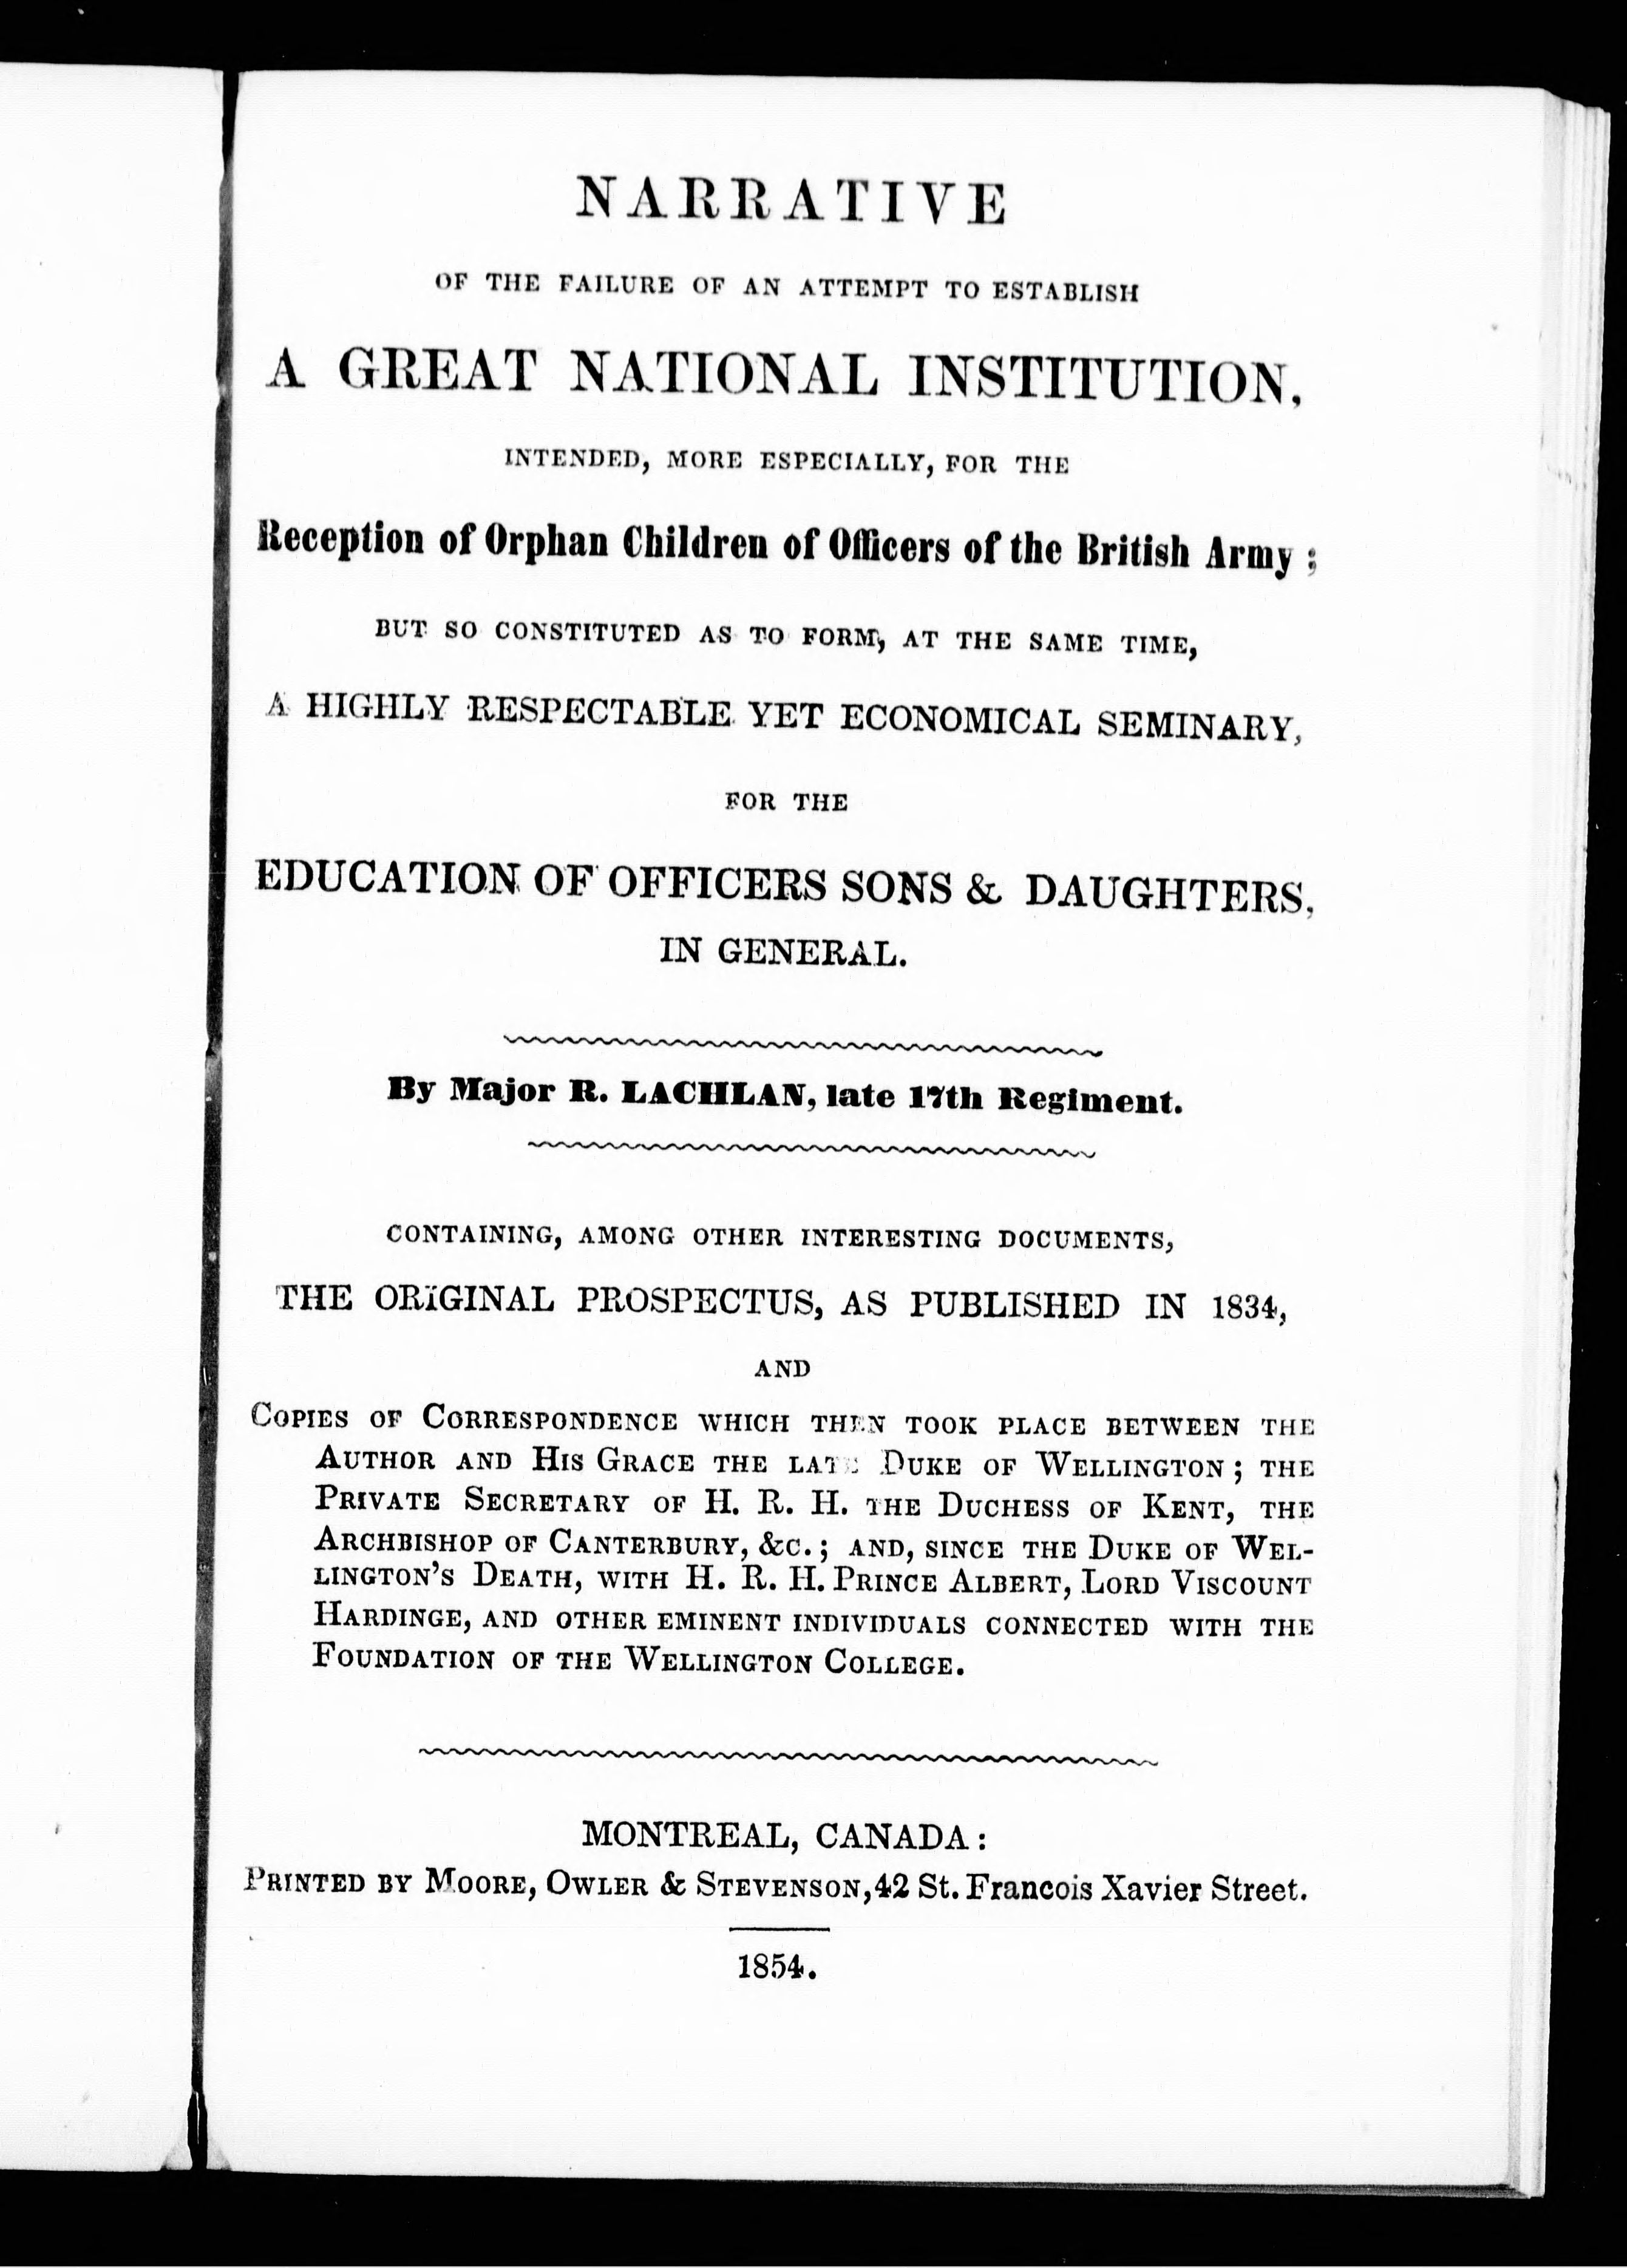 NARRATIVE
OF THE FAILURE OF AN ATTEMPT TO ESTABLISH
A GREAT NATIONAL INSTITUTION,
INTENDED, MORE ESPECIALLY, FOR THE
Reception of Orphan Children of Officers of the British Army;
BUT SO CONSTITUTED AS TO FORM, AT THE SAME TIME,
A HIGHLY RESPECTABLE YET ECONOMICAL SEMINARY,
FOR THE
EDUCATION OF OFFICERS SONS & DAUGHTERS,
IN GENERAL.
By Major R. LACHLAN, late 17th Regiment.
CONTAINING, AMONG OTHER INTERESTING DOCUMENTS,
THE ORIGINAL PROSPECTUS, AS PUBLISHED IN 1834,
AND
COPIES OF CORRESPONDENCE WHICH THEN TOOK PLACE BETWEEN THE
AUTHOR AND HIS GRACE THE LATE DUKE OF WELLINGTON; THE
PRIVATE SECRETARY OF H. R. H. THE DUCHESS OF KENT, THE
ARCHBISHOP OF CANTERBURY, &C.; AND, SINCE THE DUKE OF WEL-
LINGTON'S DEATH, WITH H. R. H. PRINCE ALBERT, LORD VISCOUNT
HARDINGE, AND OTHER EMINENT INDIVIDUALS CONNECTED WITH THE
FOUNDATION OF THE WELLINGTON COLLEGE.
MONTREAL, CANADA:
PRINTED BY MOORE, OWLER & STEVENSON, 42 St. Francois Xavier Street.
1854.